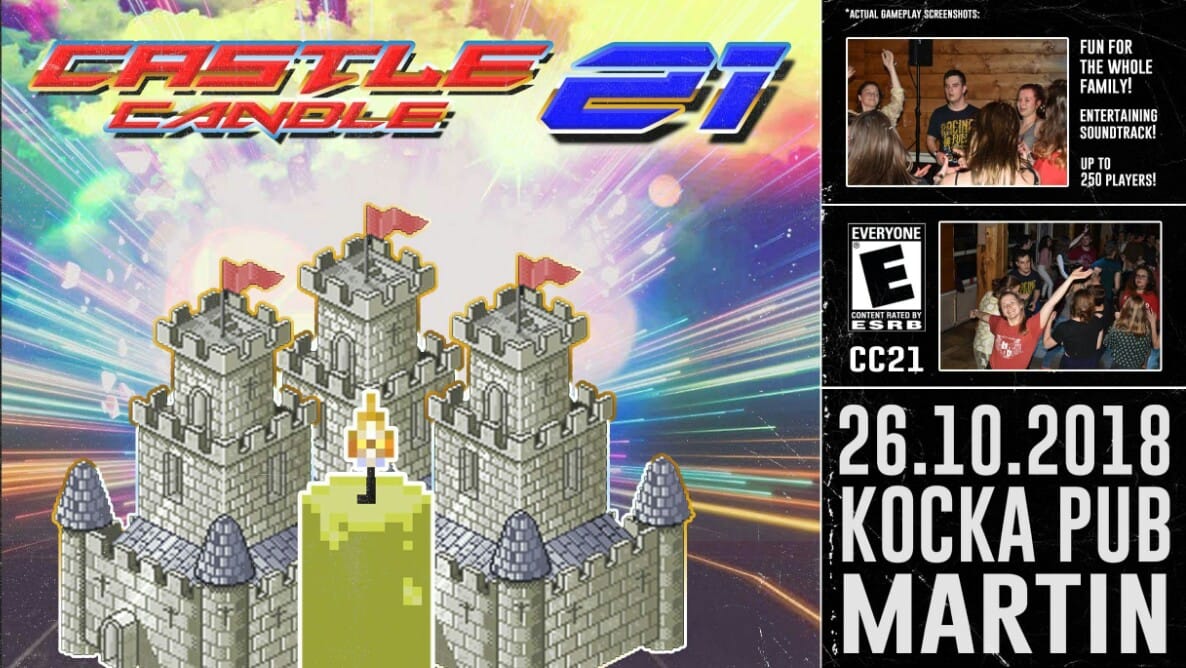 CASTLE
CANDLE
21
*ACTUAL GAMEPLAY SCREENSHOTS:
FUN FOR
THE WHOLE
FAMILY!
ENTERTAINING
SOUNDTRACK!
UP TO
250 PLAYERS!
EVERYONE
E
CONTENT RATED BY
ESRB
CC21
26.10.2018
KOCKA PUB
MARTIN